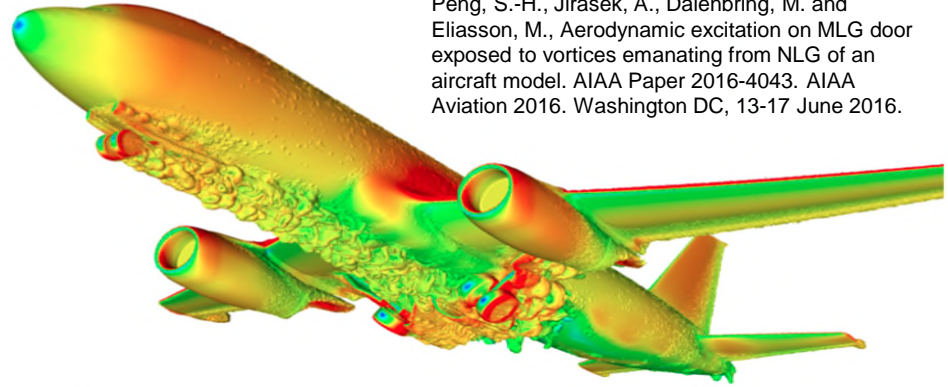 Peng, S.-H., Jirasek, A., Dalenbring, M. and
Eliasson, M., Aerodynamic excitation on MLG door
exposed to vortices emanating from NLG of an
aircraft model. AIAA Paper 2016-4043. AIAA
Aviation 2016. Washington DC, 13-17 June 2016.